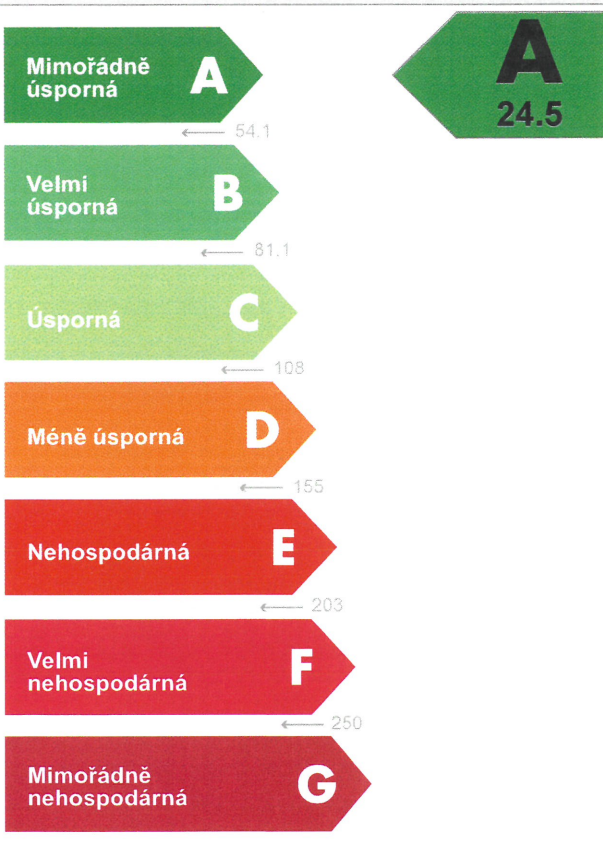 Mimořádně
úsporná
A
A
24.5
54.1
Velmi
úsporná
B
81.1
Úsporná
C
108
Méně úsporná
D
155
Nehospodárná
E
203
Velmi
nehospodárná
F
250
Mimořádně
nehospodárná
G